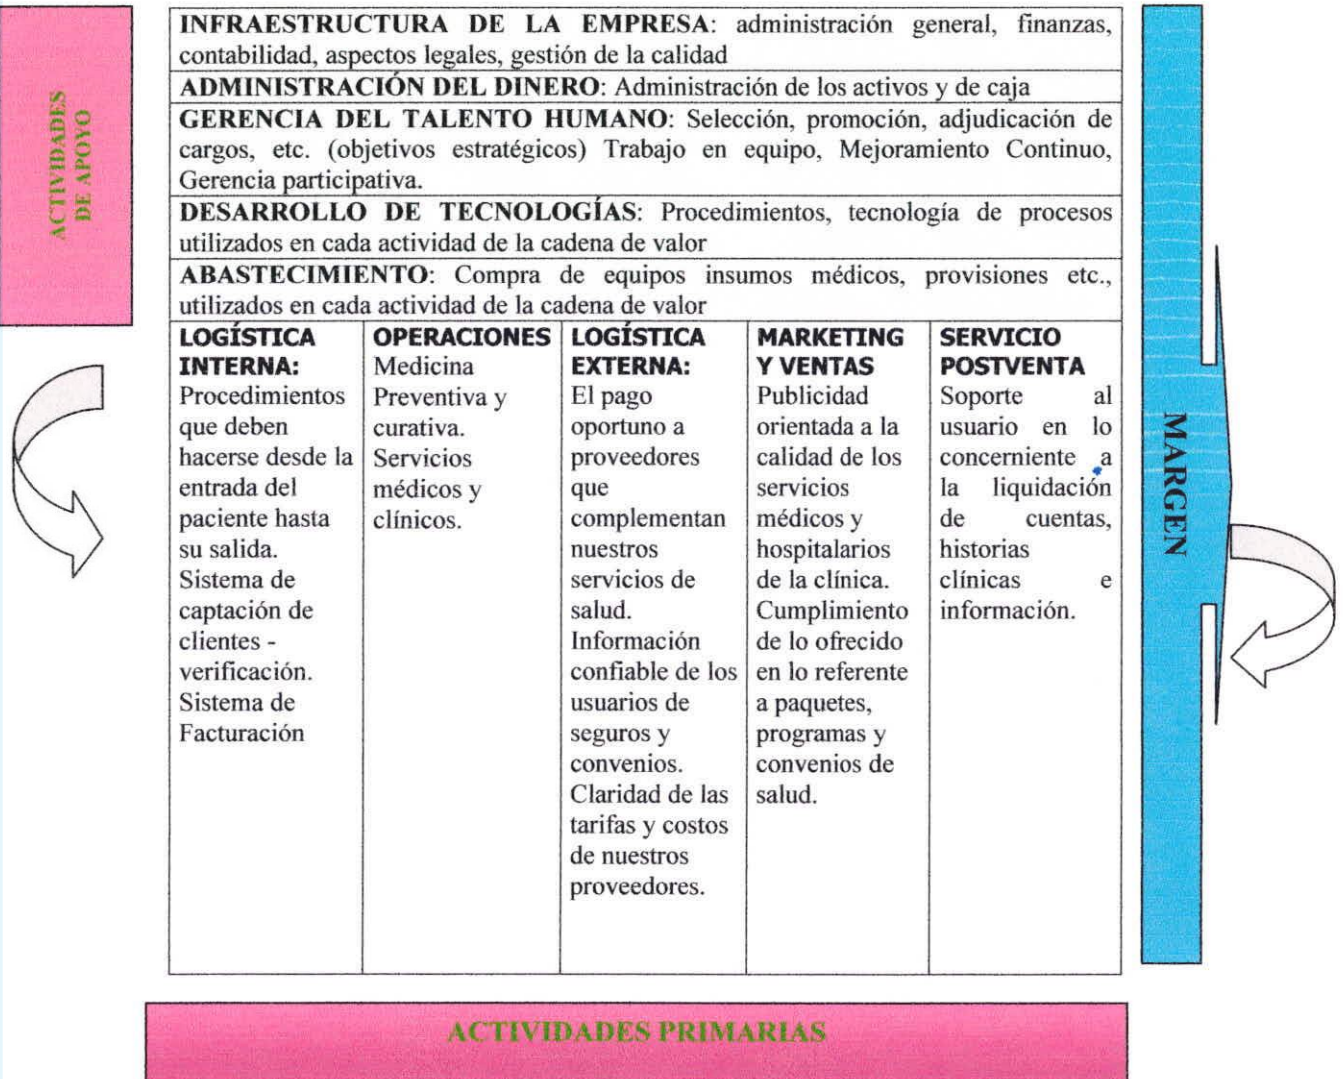 ACTIVIDADES
DE APOYO
INFRAESTRUCTURA DE LA EMPRESA: administración general, finanzas,
contabilidad, aspectos legales, gestión de la calidad
ADMINISTRACIÓN DEL DINERO: Administración de los activos y de caja
GERENCIA DEL TALENTO HUMANO: Selección, promoción, adjudicación de
cargos, etc. (objetivos estratégicos) Trabajo en equipo, Mejoramiento Continuo,
Gerencia participativa.
DESARROLLO DE TECNOLOGÍAS: Procedimientos, tecnología de procesos
utilizados en cada actividad de la cadena de valor
ABASTECIMIENTO: Compra de equipos insumos médicos, provisiones etc.,
utilizados en cada actividad de la cadena de valor
LOGÍSTICA
INTERNA:
Procedimientos
que deben
hacerse desde la
entrada del
paciente hasta
su salida.
Sistema de
captación de
clientes -
verificación.
Sistema de
Facturación
OPERACIONES
Medicina
Preventiva y
curativa.
Servicios
médicos y
clínicos.
LOGÍSTICA
EXTERNA:
El pago
oportuno a
proveedores
que
complementan
nuestros
servicios de
salud.
Información
confiable de los
usuarios de
seguros y
convenios.
Claridad de las
tarifas y costos
de nuestros
proveedores.
MARKETING
Y VENTAS
Publicidad
orientada a la
calidad de los
servicios
médicos y
hospitalarios
de la clínica.
Cumplimiento
de lo ofrecido
en lo referente
a paquetes,
programas y
convenios de
salud.
SERVICIO
POSTVENTA
Soporte al
usuario en lo
concerniente a
la liquidación
de cuentas,
historias
clínicas e
información.
MARGEN
ACTIVIDADES PRIMARIAS